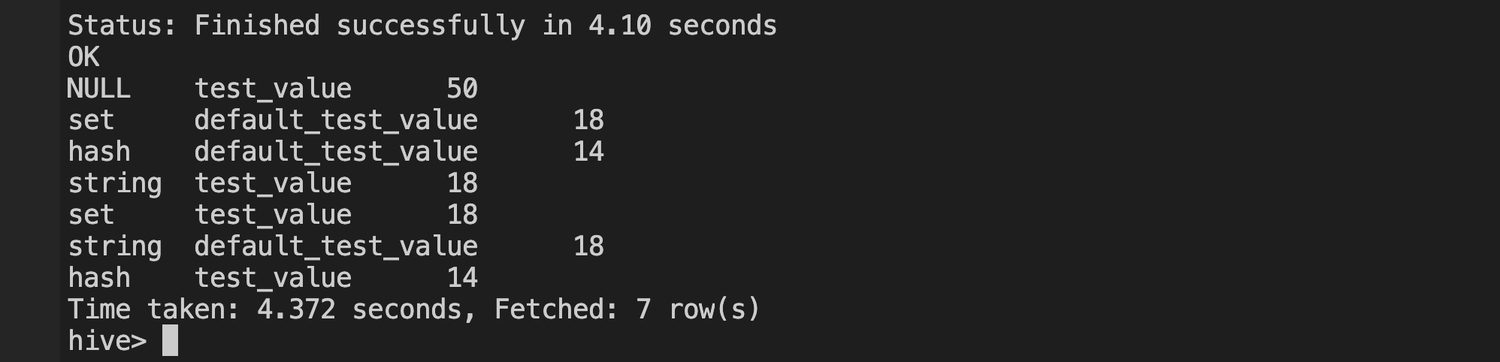 Status: Finished successfully in 4.10 seconds
OK
NULL    test_value      50
set     default_test_value      18
hash    default_test_value      14
string  test_value      18
set     test_value      18
string  default_test_value      18
hash    test_value      14
Time taken: 4.372 seconds, Fetched: 7 row(s)
hive>